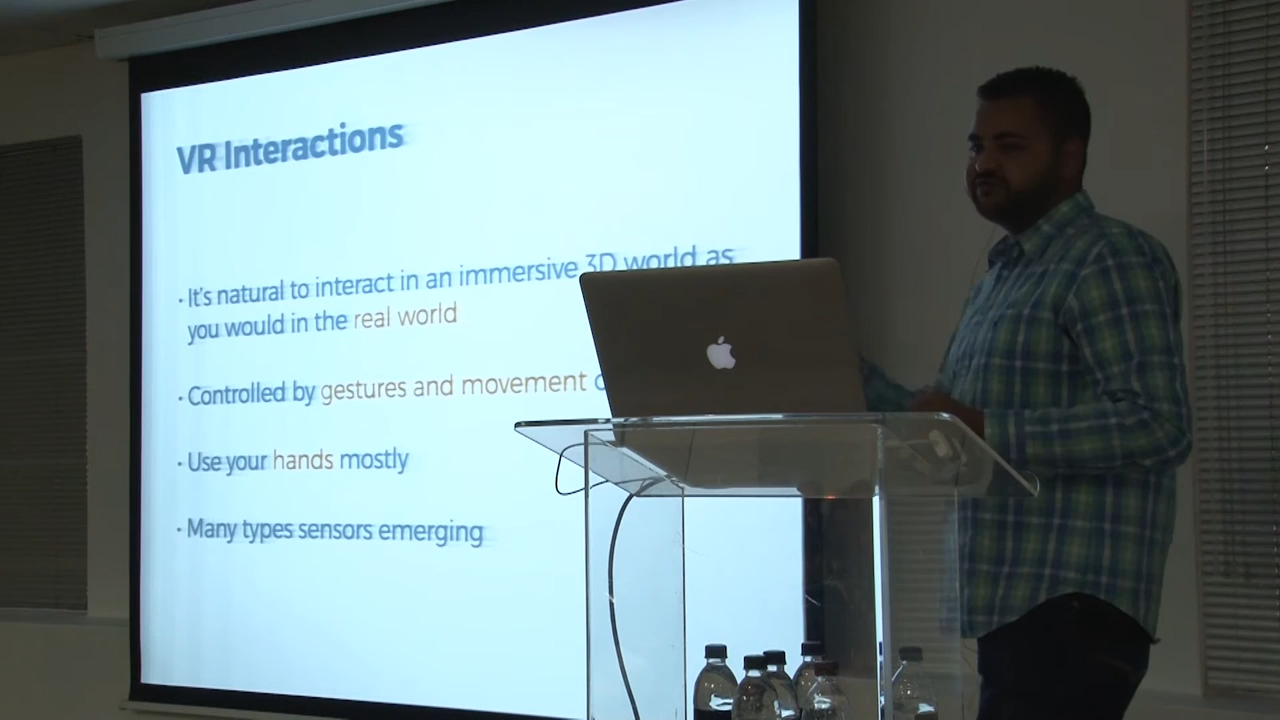 VR Interactions
· It's natural to interact in an immersive 3D world as
you would in the real world
· Controlled by gestures and movement
· Use your hands mostly
· Many types sensors emerging